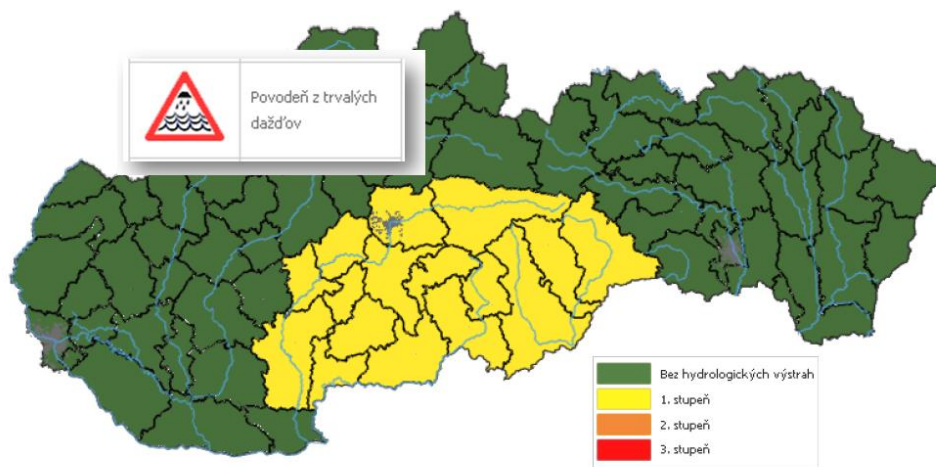 Povodeň z trvalých
dažďov
Bez hydrologických výstrah
1. stupeň
2. stupeň
3. stupeň